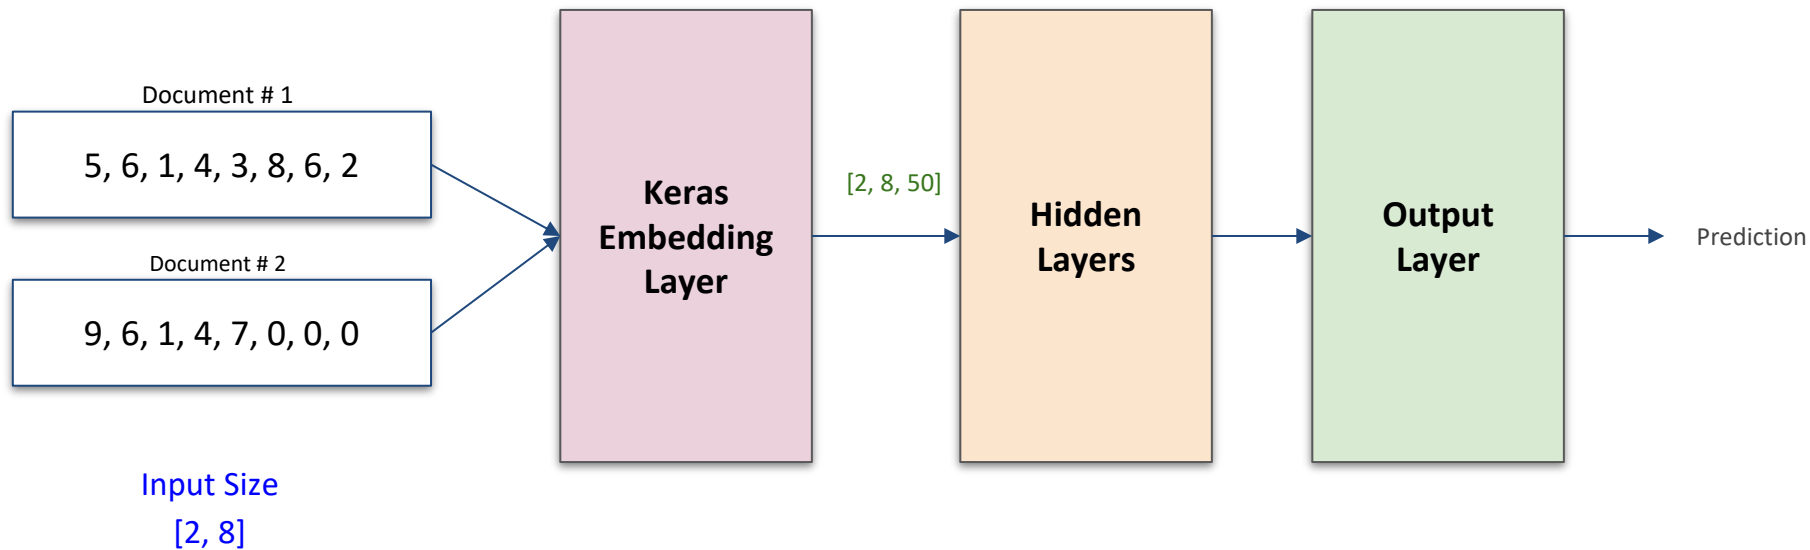 Document # 1
5, 6, 1, 4, 3, 8, 6, 2
Document # 2
9, 6, 1, 4, 7, 0, 0, 0
Input Size
[2, 8]
Keras
Embedding
Layer
[2, 8, 50]
Hidden
Layers
Output
Layer
Prediction